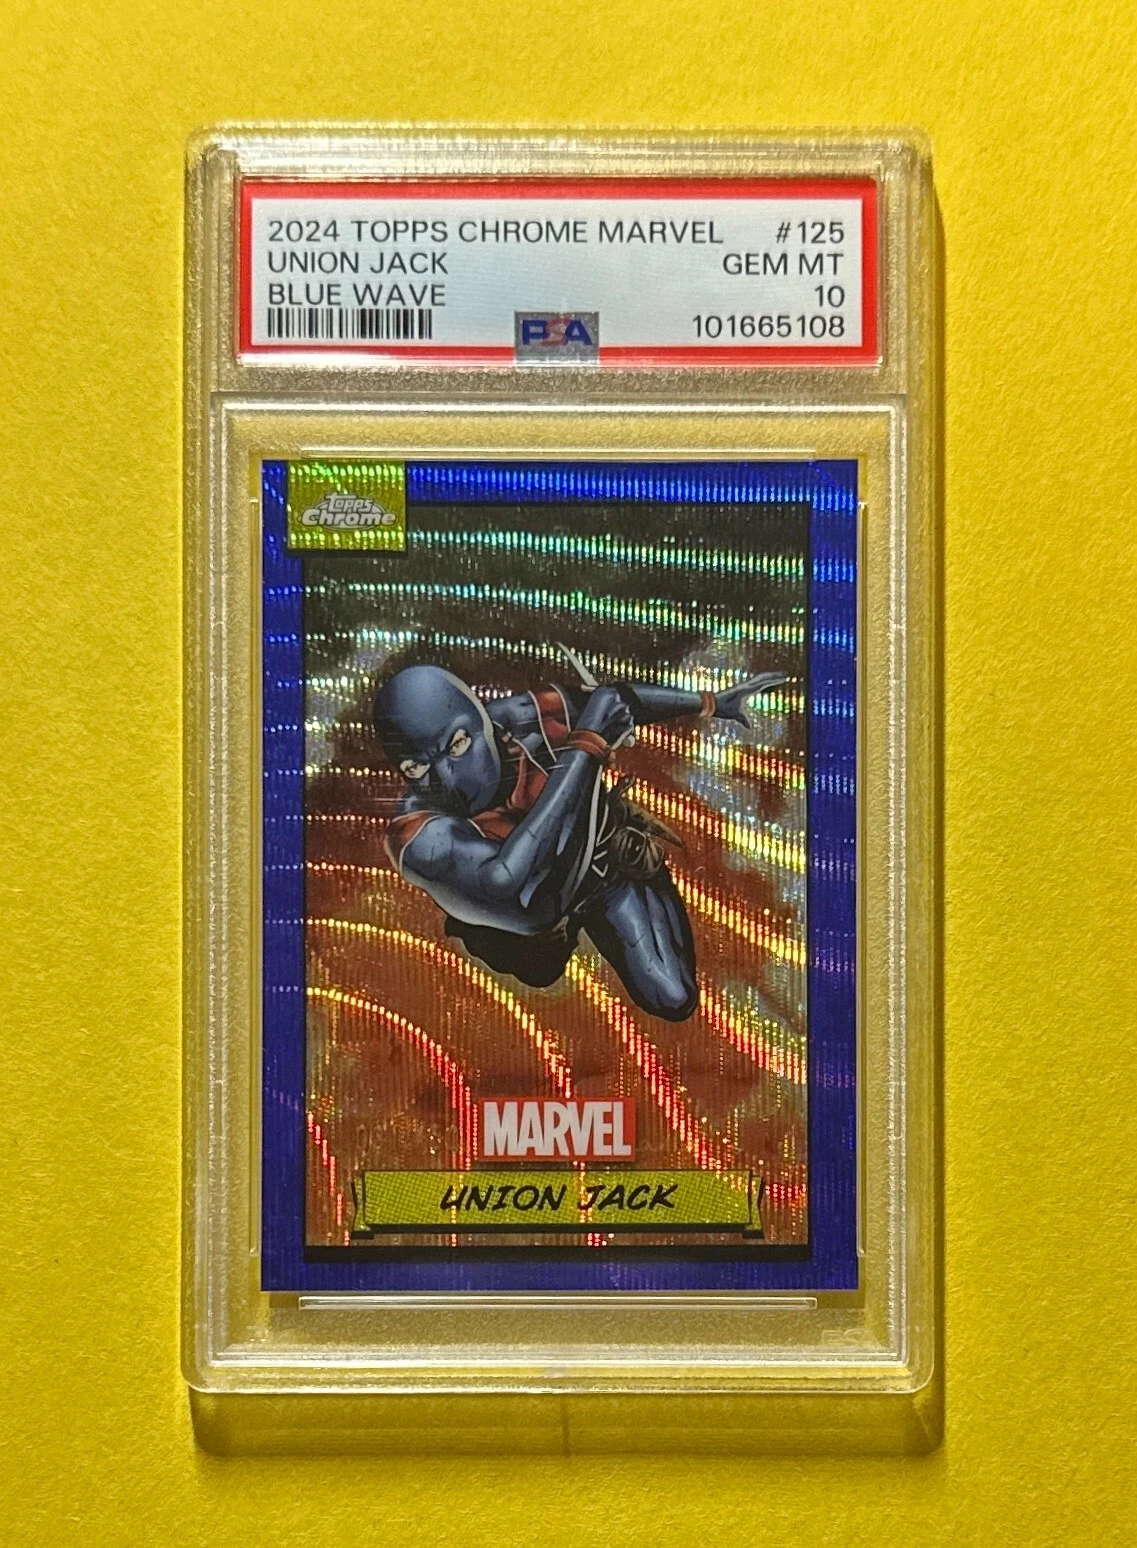 2024 TOPPS CHROME MARVEL #125
UNION JACK GEM MT
BLUE WAVE 10
PSA 101665108
Topps
Chrome
MARVEL
UNION JACK